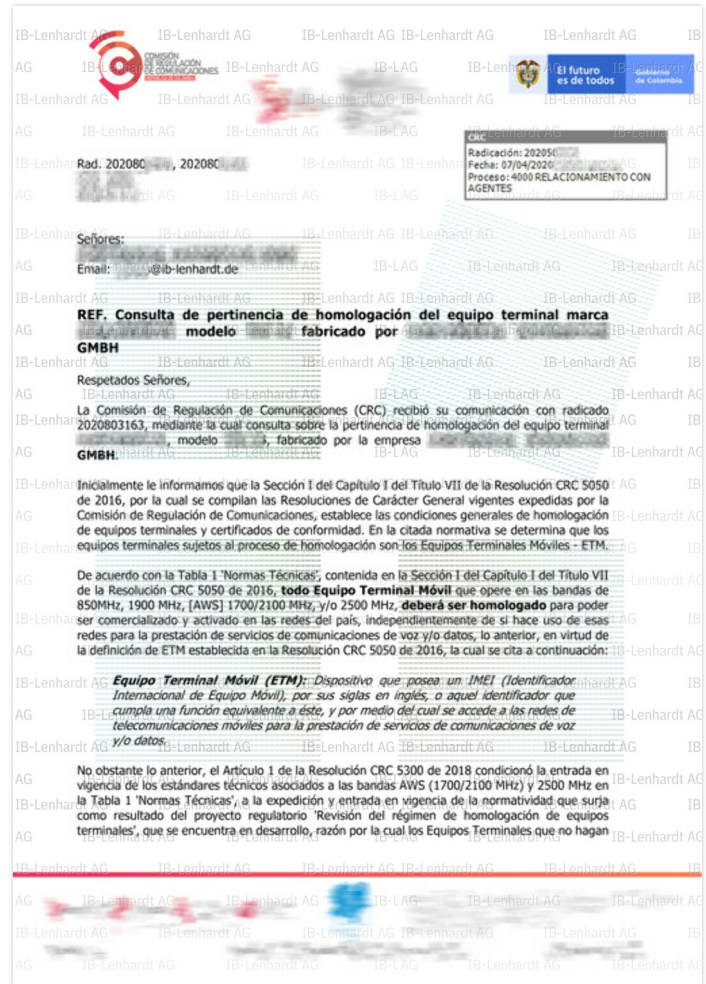 COMISIÓN
DE REGULACIÓN
DE COMUNICACIONES
REPÚBLICA DE COLOMBIA
El futuro
es de todos
Gobierno
de Colombia
CRC
Radicación: 202050
Fecha: 07/04/2020
Proceso: 4000 RELACIONAMIENTO CON
AGENTES
Rad. 202080 , 202080
Señores:
Email: s@ib-lenhardt.de
REF. Consulta de pertinencia de homologación del equipo terminal marca
modelo fabricado por
GMBH
Respetados Señores,
La Comisión de Regulación de Comunicaciones (CRC) recibió su comunicación con radicado
2020803163, mediante la cual consulta sobre la pertinencia de homologación del equipo terminal
, modelo , fabricado por la empresa
GMBH.
Inicialmente le informamos que la Sección I del Capítulo I del Título VII de la Resolución CRC 5050
de 2016, por la cual se compilan las Resoluciones de Carácter General vigentes expedidas por la
Comisión de Regulación de Comunicaciones, establece las condiciones generales de homologación
de equipos terminales y certificados de conformidad. En la citada normativa se determina que los
equipos terminales sujetos al proceso de homologación son los Equipos Terminales Móviles - ETM.
De acuerdo con la Tabla 1 'Normas Técnicas', contenida en la Sección I del Capítulo I del Título VII
de la Resolución CRC 5050 de 2016, todo Equipo Terminal Móvil que opere en las bandas de
850MHz, 1900 MHz, [AWS] 1700/2100 MHz, y/o 2500 MHz, deberá ser homologado para poder
ser comercializado y activado en las redes del país, independientemente de si hace uso de esas
redes para la prestación de servicios de comunicaciones de voz y/o datos, lo anterior, en virtud de
la definición de ETM establecida en la Resolución CRC 5050 de 2016, la cual se cita a continuación:
Equipo Terminal Móvil (ETM): Dispositivo que posea un IMEI (Identificador
Internacional de Equipo Móvil), por sus siglas en inglés, o aquel identificador que
cumpla una función equivalente a éste, y por medio del cual se accede a las redes de
telecomunicaciones móviles para la prestación de servicios de comunicaciones de voz
y/o datos.
No obstante lo anterior, el Artículo 1 de la Resolución CRC 5300 de 2018 condicionó la entrada en
vigencia de los estándares técnicos asociados a las bandas AWS (1700/2100 MHz) y 2500 MHz en
la Tabla 1 'Normas Técnicas', a la expedición y entrada en vigencia de la normatividad que surja
como resultado del proyecto regulatorio 'Revisión del régimen de homologación de equipos
terminales', que se encuentra en desarrollo, razón por la cual los Equipos Terminales que no hagan